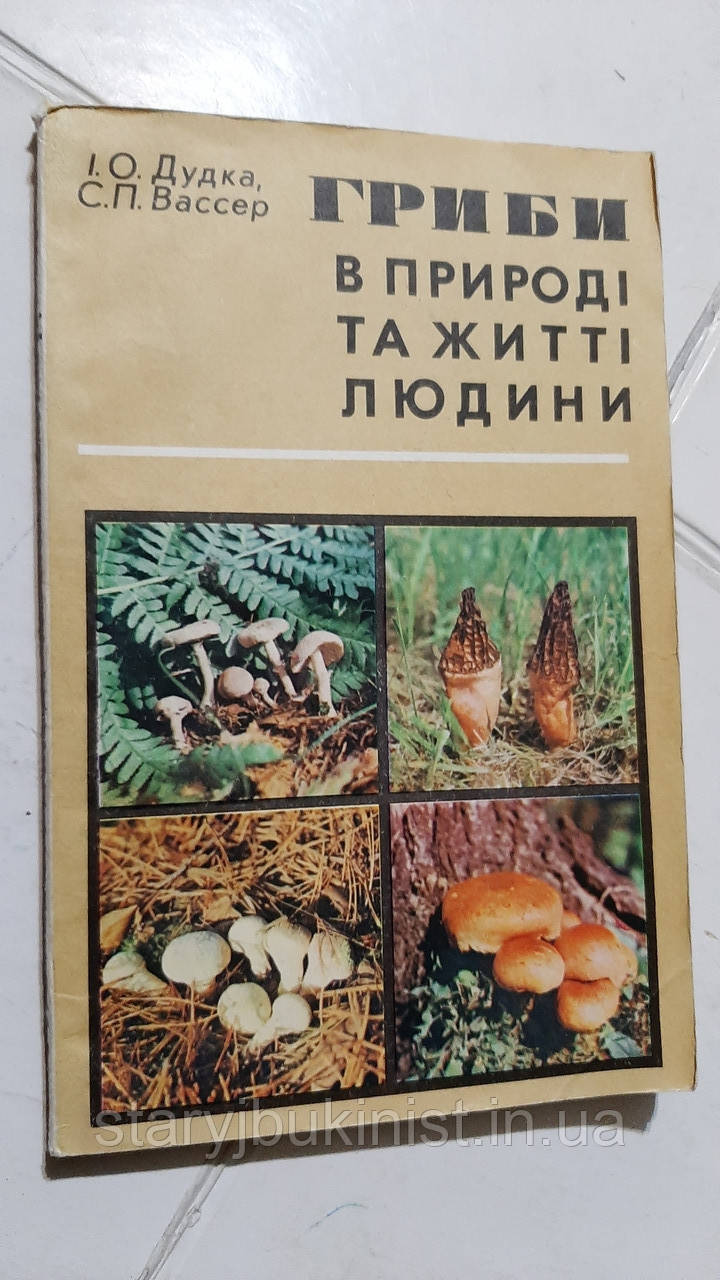 І. О. Дудка,
С.П. Вассер
ГРИБИ
В ПРИРОДІ
ТА ЖИТТІ
ЛЮДИНИ
staryjbukinist.in.ua